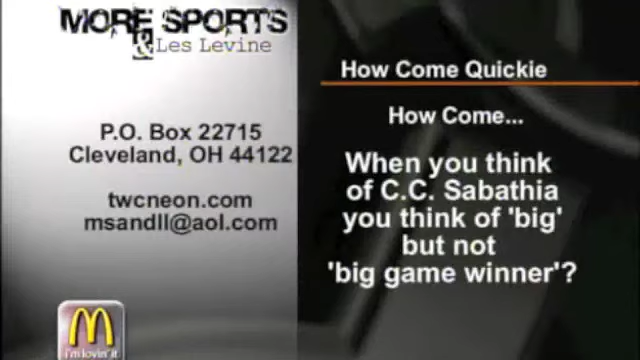 MORE SPORTS
& Les Levine
P.O. Box 22715
Cleveland, OH 44122
twcneon.com
msandll@aol.com
i'm lovin' it
How Come Quickie
How Come...
When you think
of C.C. Sabathia
you think of 'big'
but not
'big game winner'?